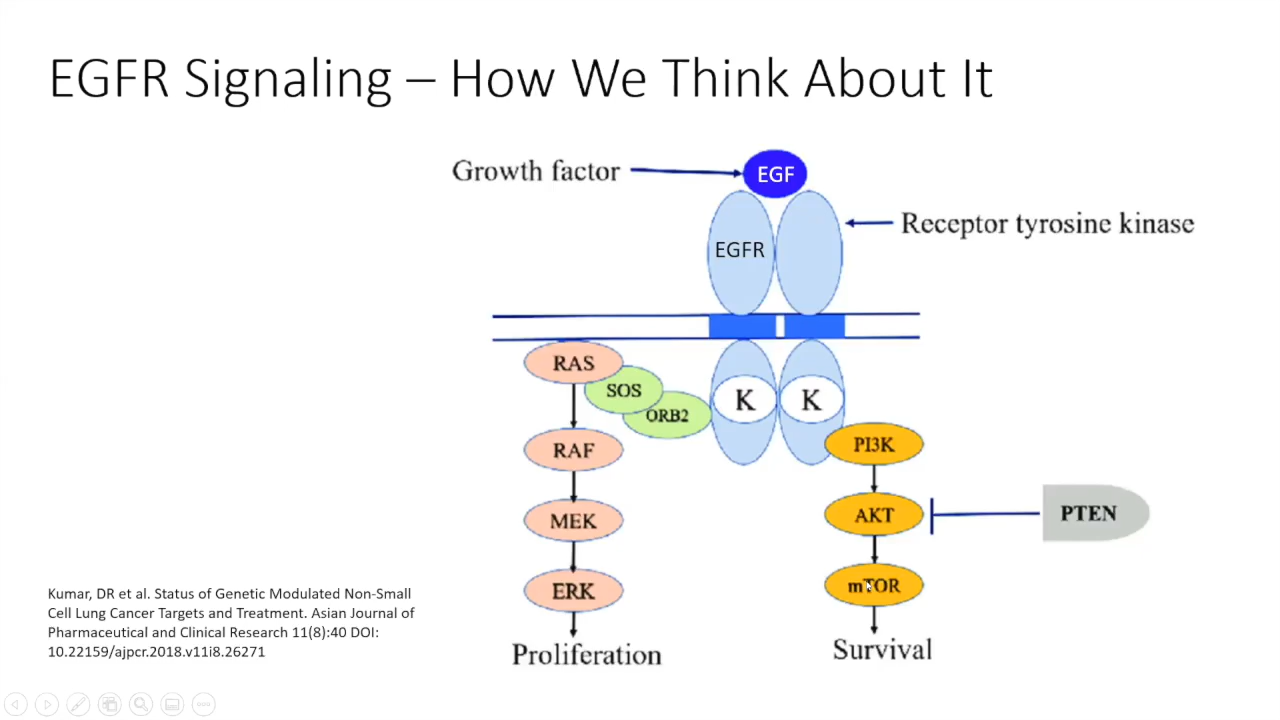 EGFR Signaling – How We Think About It
Growth factor
EGF
Receptor tyrosine kinase
EGFR
RAS
SOS
ORB2
K
K
RAF
PI3K
MEK
AKT
PTEN
ERK
mTOR
Proliferation
Survival
Kumar, DR et al. Status of Genetic Modulated Non-Small
Cell Lung Cancer Targets and Treatment. Asian Journal of
Pharmaceutical and Clinical Research 11(8):40 DOI:
10.22159/ajpcr.2018.v11i8.26271